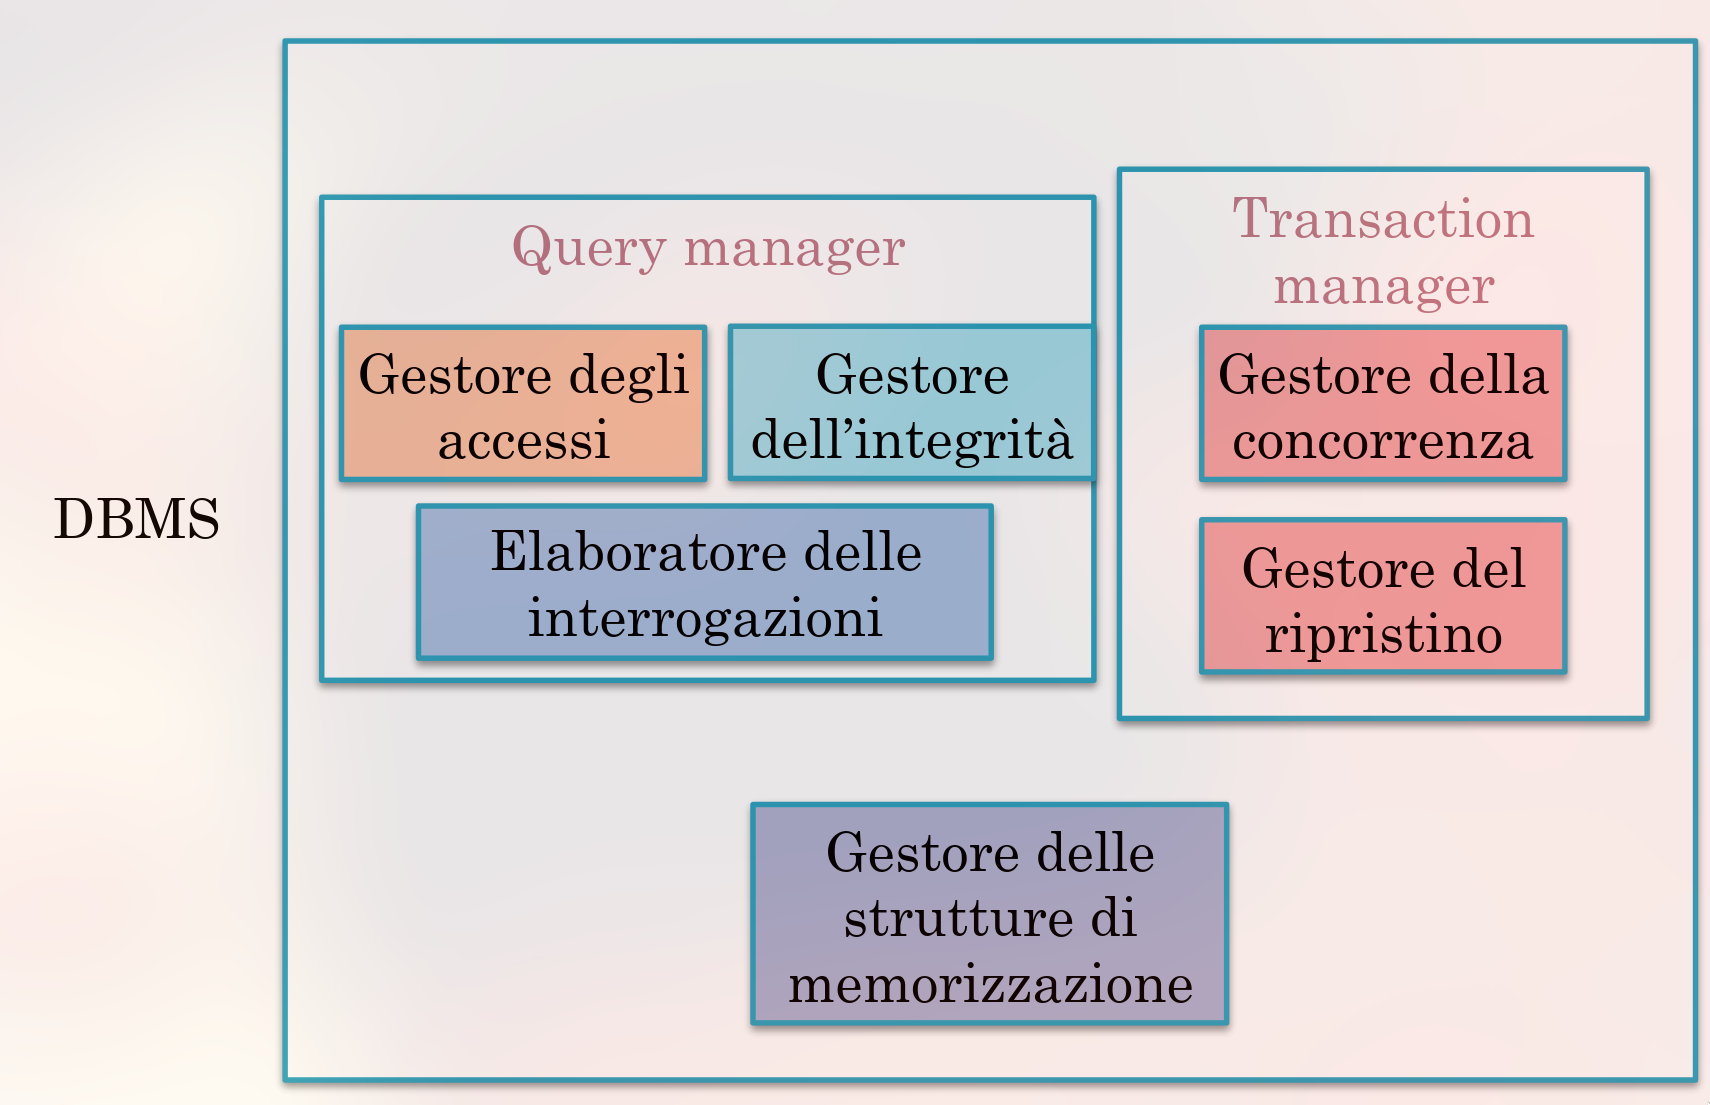 DBMS
Query manager
Gestore degli
accessi
Gestore
dell’integrità
Elaboratore delle
interrogazioni
Transaction
manager
Gestore della
concorrenza
Gestore del
ripristino
Gestore delle
strutture di
memorizzazione